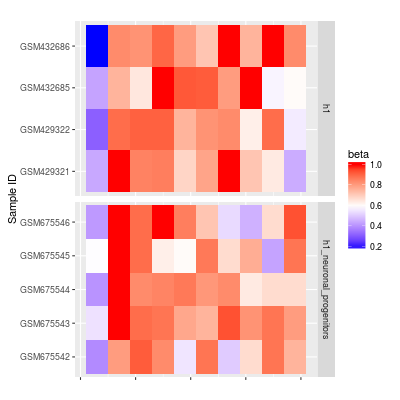 GSM432686
GSM432685
GSM429322
GSM429321
h1
GSM675546
GSM675545
GSM675544
GSM675543
GSM675542
h1_neuronal_progenitors
Sample ID
beta
1.0
0.8
0.6
0.4
0.2